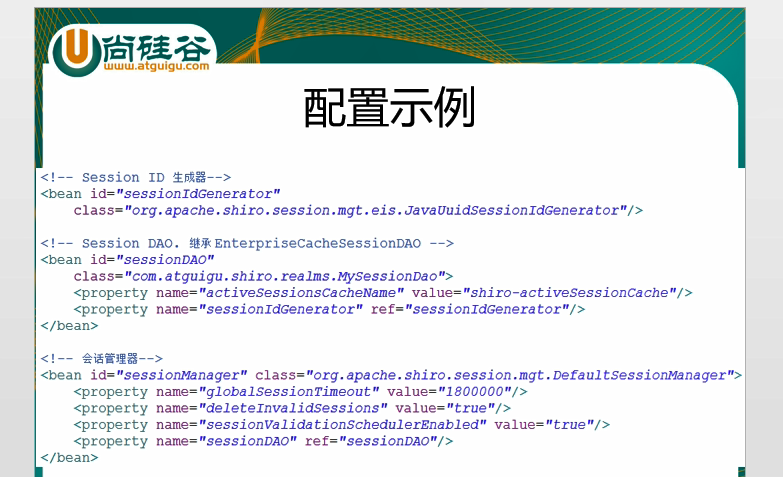 尚硅谷
www.atguigu.com
配置示例
<!-- Session ID 生成器-->
<bean id="sessionIdGenerator"
class="org.apache.shiro.session.mgt.eis.JavaUuidSessionIdGenerator"/>
<!-- Session DAO. 继承 EnterpriseCacheSessionDAO -->
<bean id="sessionDAO"
class="com.atguigu.shiro.realms.MySessionDao">
<property name="activeSessionsCacheName" value="shiro-activeSessionCache"/>
<property name="sessionIdGenerator" ref="sessionIdGenerator"/>
</bean>
<!-- 会话管理器-->
<bean id="sessionManager" class="org.apache.shiro.session.mgt.DefaultSessionManager">
<property name="globalSessionTimeout" value="1800000"/>
<property name="deleteInvalidSessions" value="true"/>
<property name="sessionValidationSchedulerEnabled" value="true"/>
<property name="sessionDAO" ref="sessionDAO"/>
</bean>